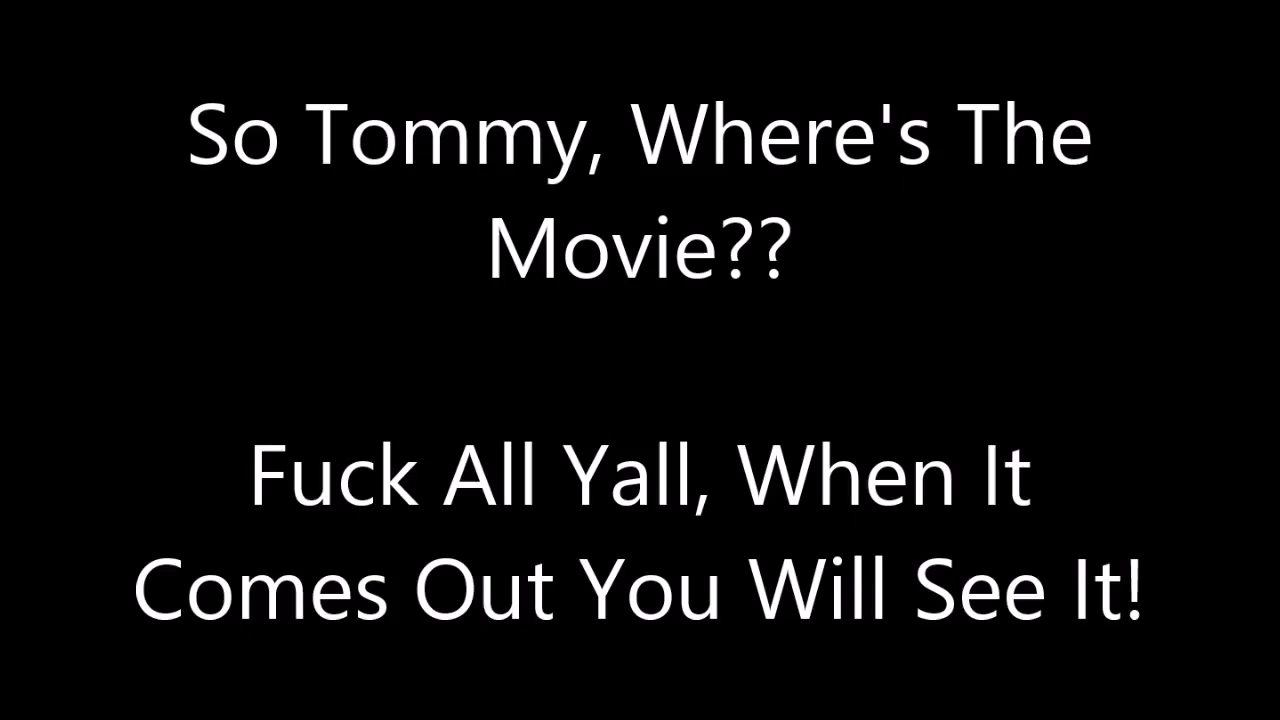 So Tommy, Where's The
Movie??
Fuck All Yall, When It
Comes Out You Will See It!